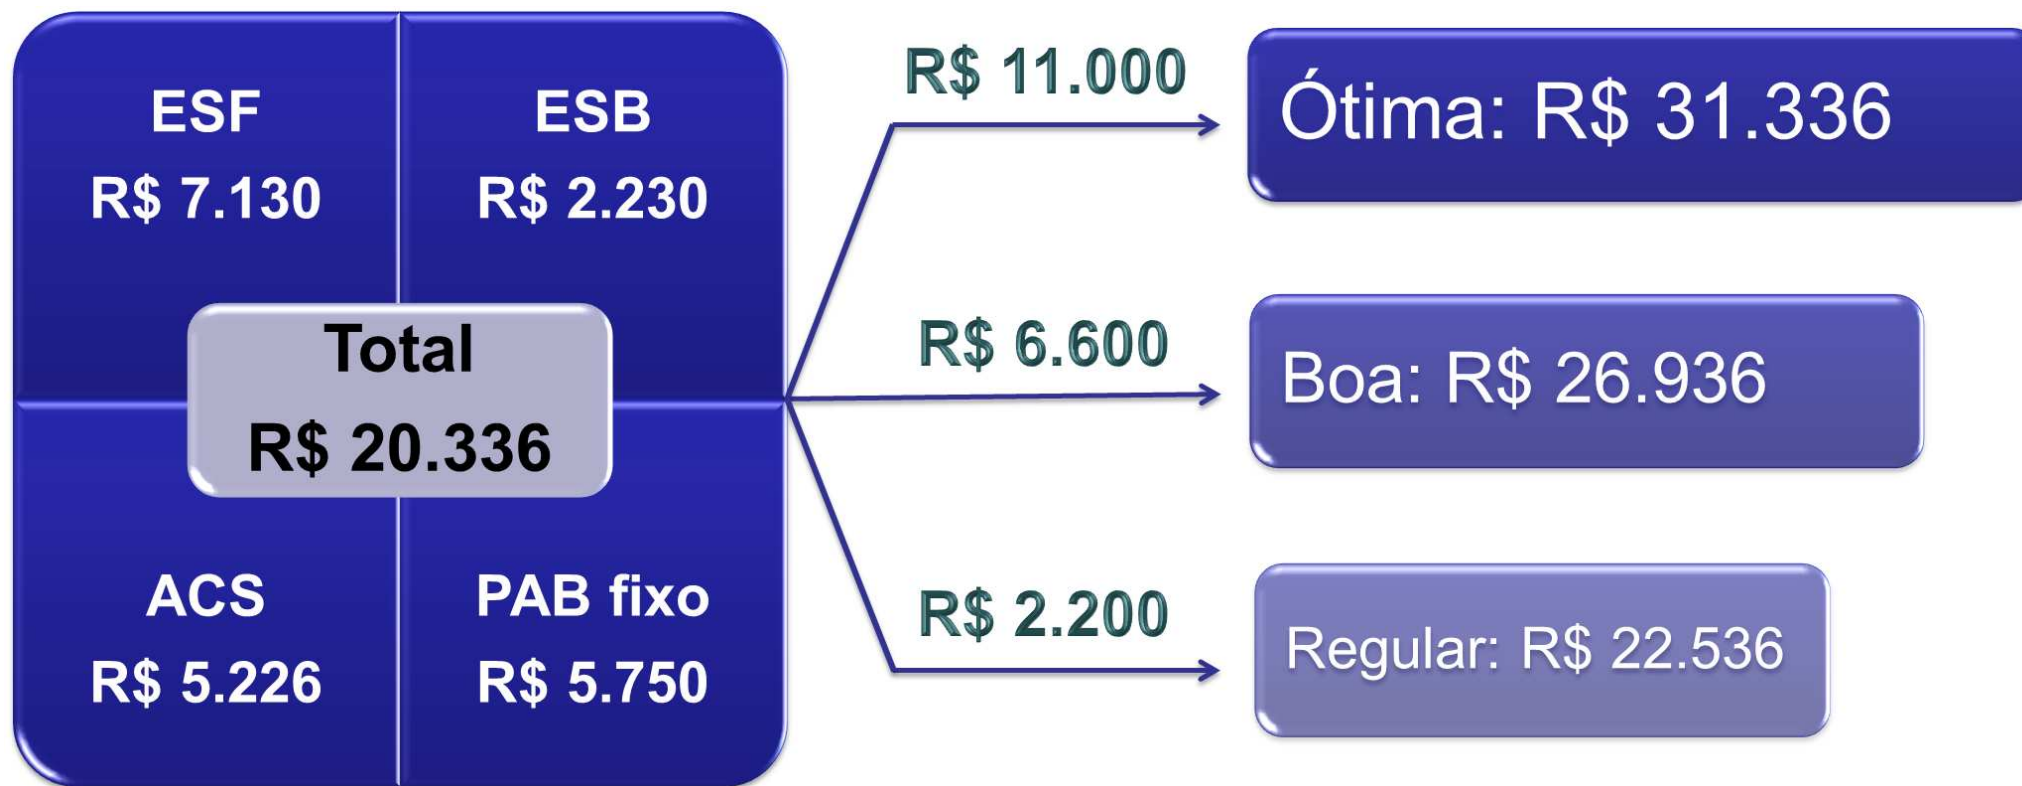 ESF
R$ 7.130
ESB
R$ 2.230
Total
R$ 20.336
ACS
R$ 5.226
PAB fixo
R$ 5.750
R$ 11.000
Ótima: R$ 31.336
R$ 6.600
Boa: R$ 26.936
R$ 2.200
Regular: R$ 22.536